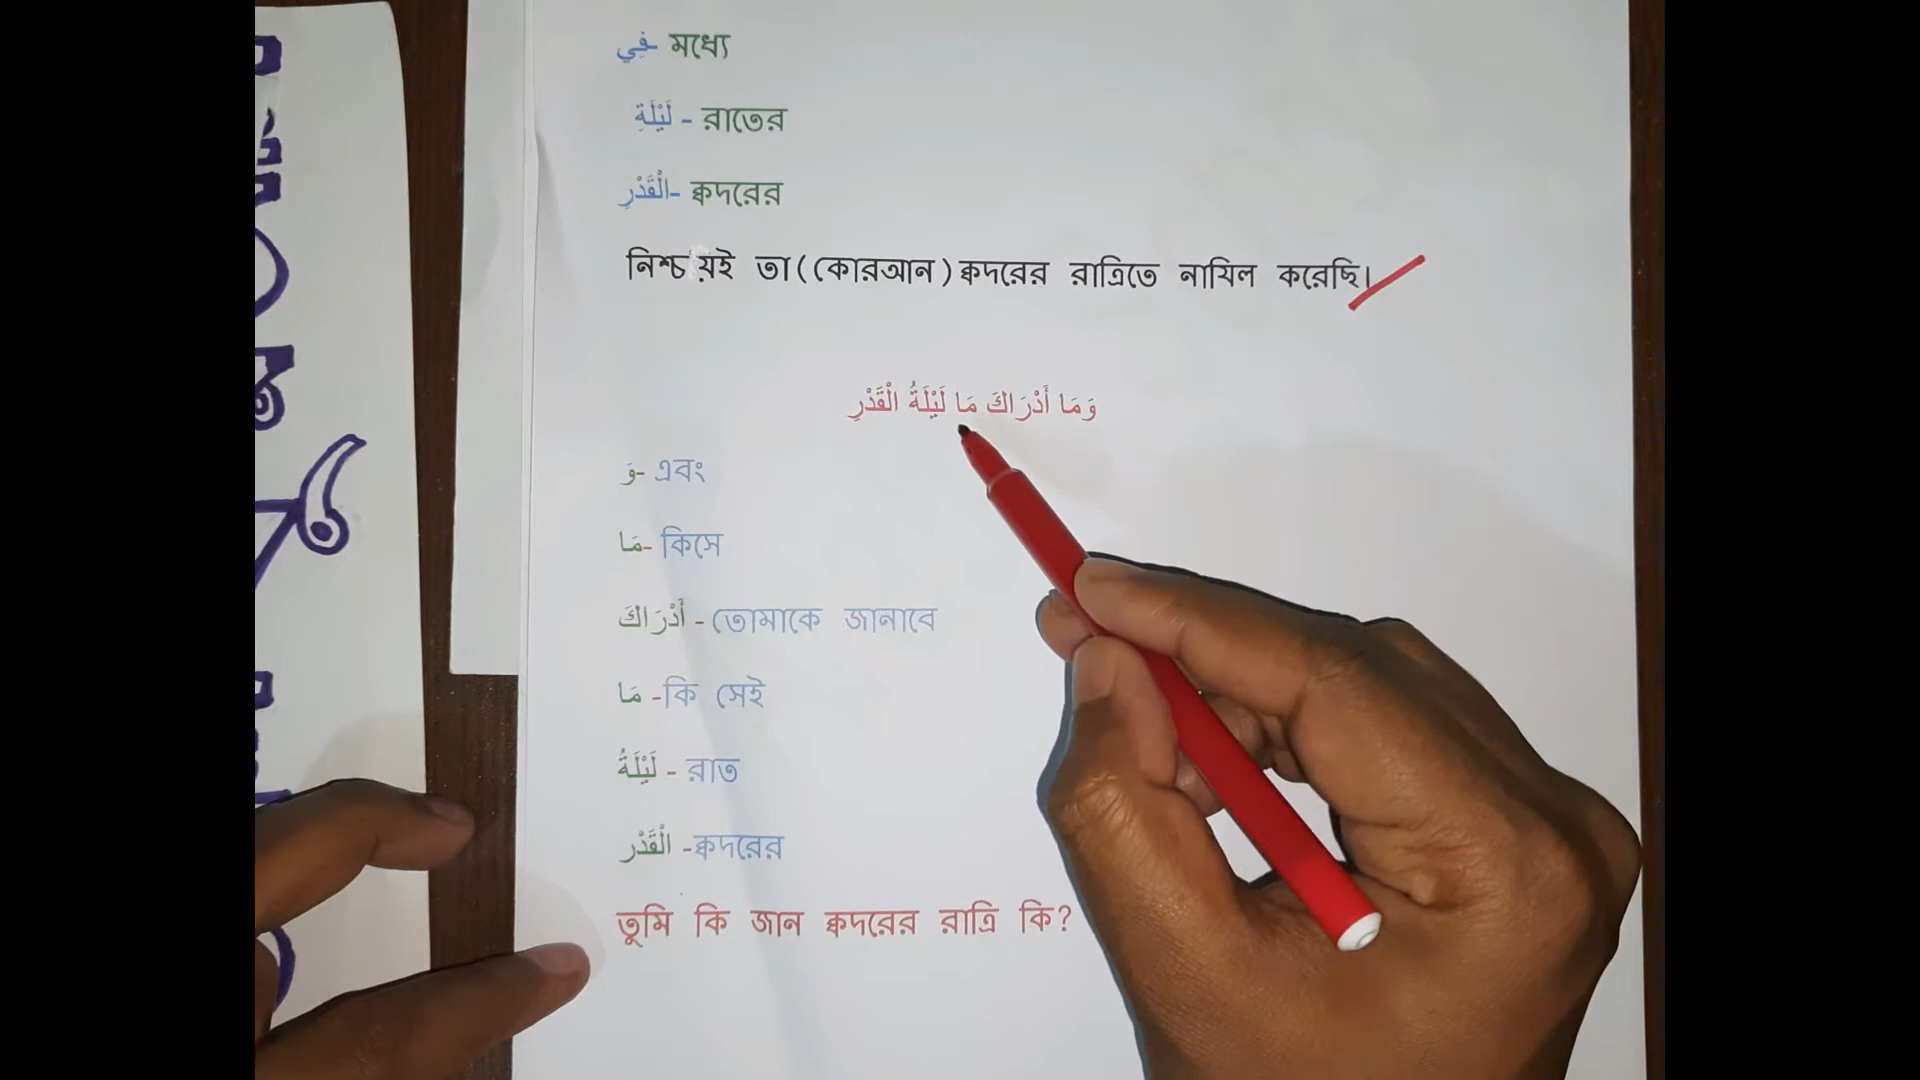 فِي- মধ্যে
لَيْلَةِ - রাতের
الْقَدْرِ- ক্বদরের
নিশ্চয়ই তা((কোরআন)ক্বদরের রাত্রিতে নাযিল করেছি।
وَمَا أَدْرَاكَ مَا لَيْلَةُ الْقَدْرِ
وَ- এবং
مَا- কিসে
أَدْرَاكَ - তোমাকে জানাবে
مَا -কি সেই
لَيْلَةُ - রাত
الْقَدْرِ -ক্বদরের
তুমি কি জান ক্বদরের রাত্রি কি?